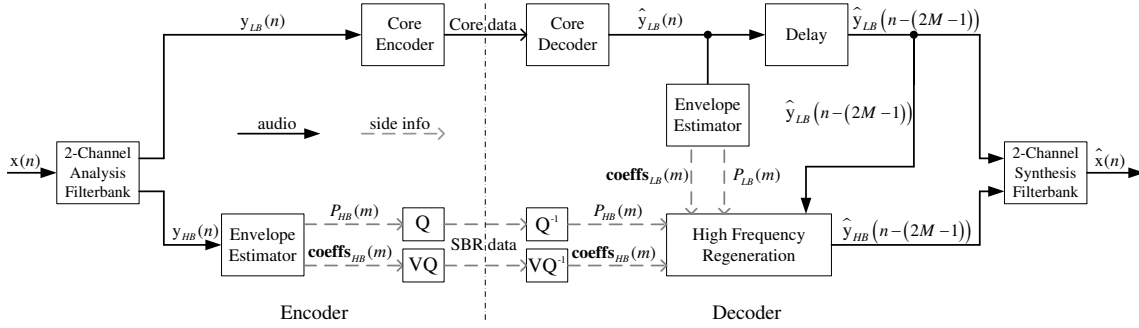 y_LB(n)
Core Encoder
Core data
Core Decoder
ŷ_LB(n)
Delay
ŷ_LB(n-(2M-1))
Envelope Estimator
ŷ_LB(n-(2M-1))
audio
side info
x(n)
2-Channel Analysis Filterbank
coeffs_LB(m)
P_LB(m)
2-Channel Synthesis Filterbank
x̂(n)
y_HB(n)
Envelope Estimator
P_HB(m)
Q
Q⁻¹
P_HB(m)
SBR data
coeffs_HB(m)
VQ
VQ⁻¹
coeffs_HB(m)
High Frequency Regeneration
ŷ_HB(n-(2M-1))
Encoder
Decoder